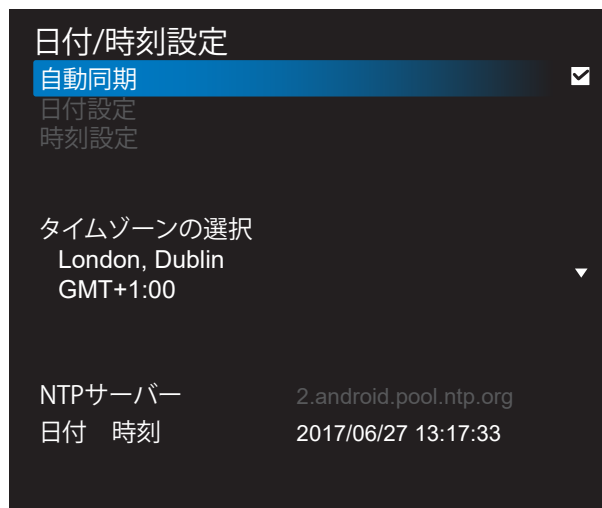 日付/時刻設定
自動同期
日付設定
時刻設定
タイムゾーンの選択
London, Dublin
GMT+1:00
NTPサーバー 2.android.pool.ntp.org
日付　時刻 2017/06/27 13:17:33